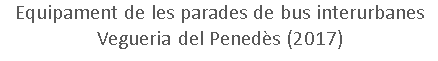 Equipament de les parades de bus interurbanes
Vegueria del Penedès (2017)